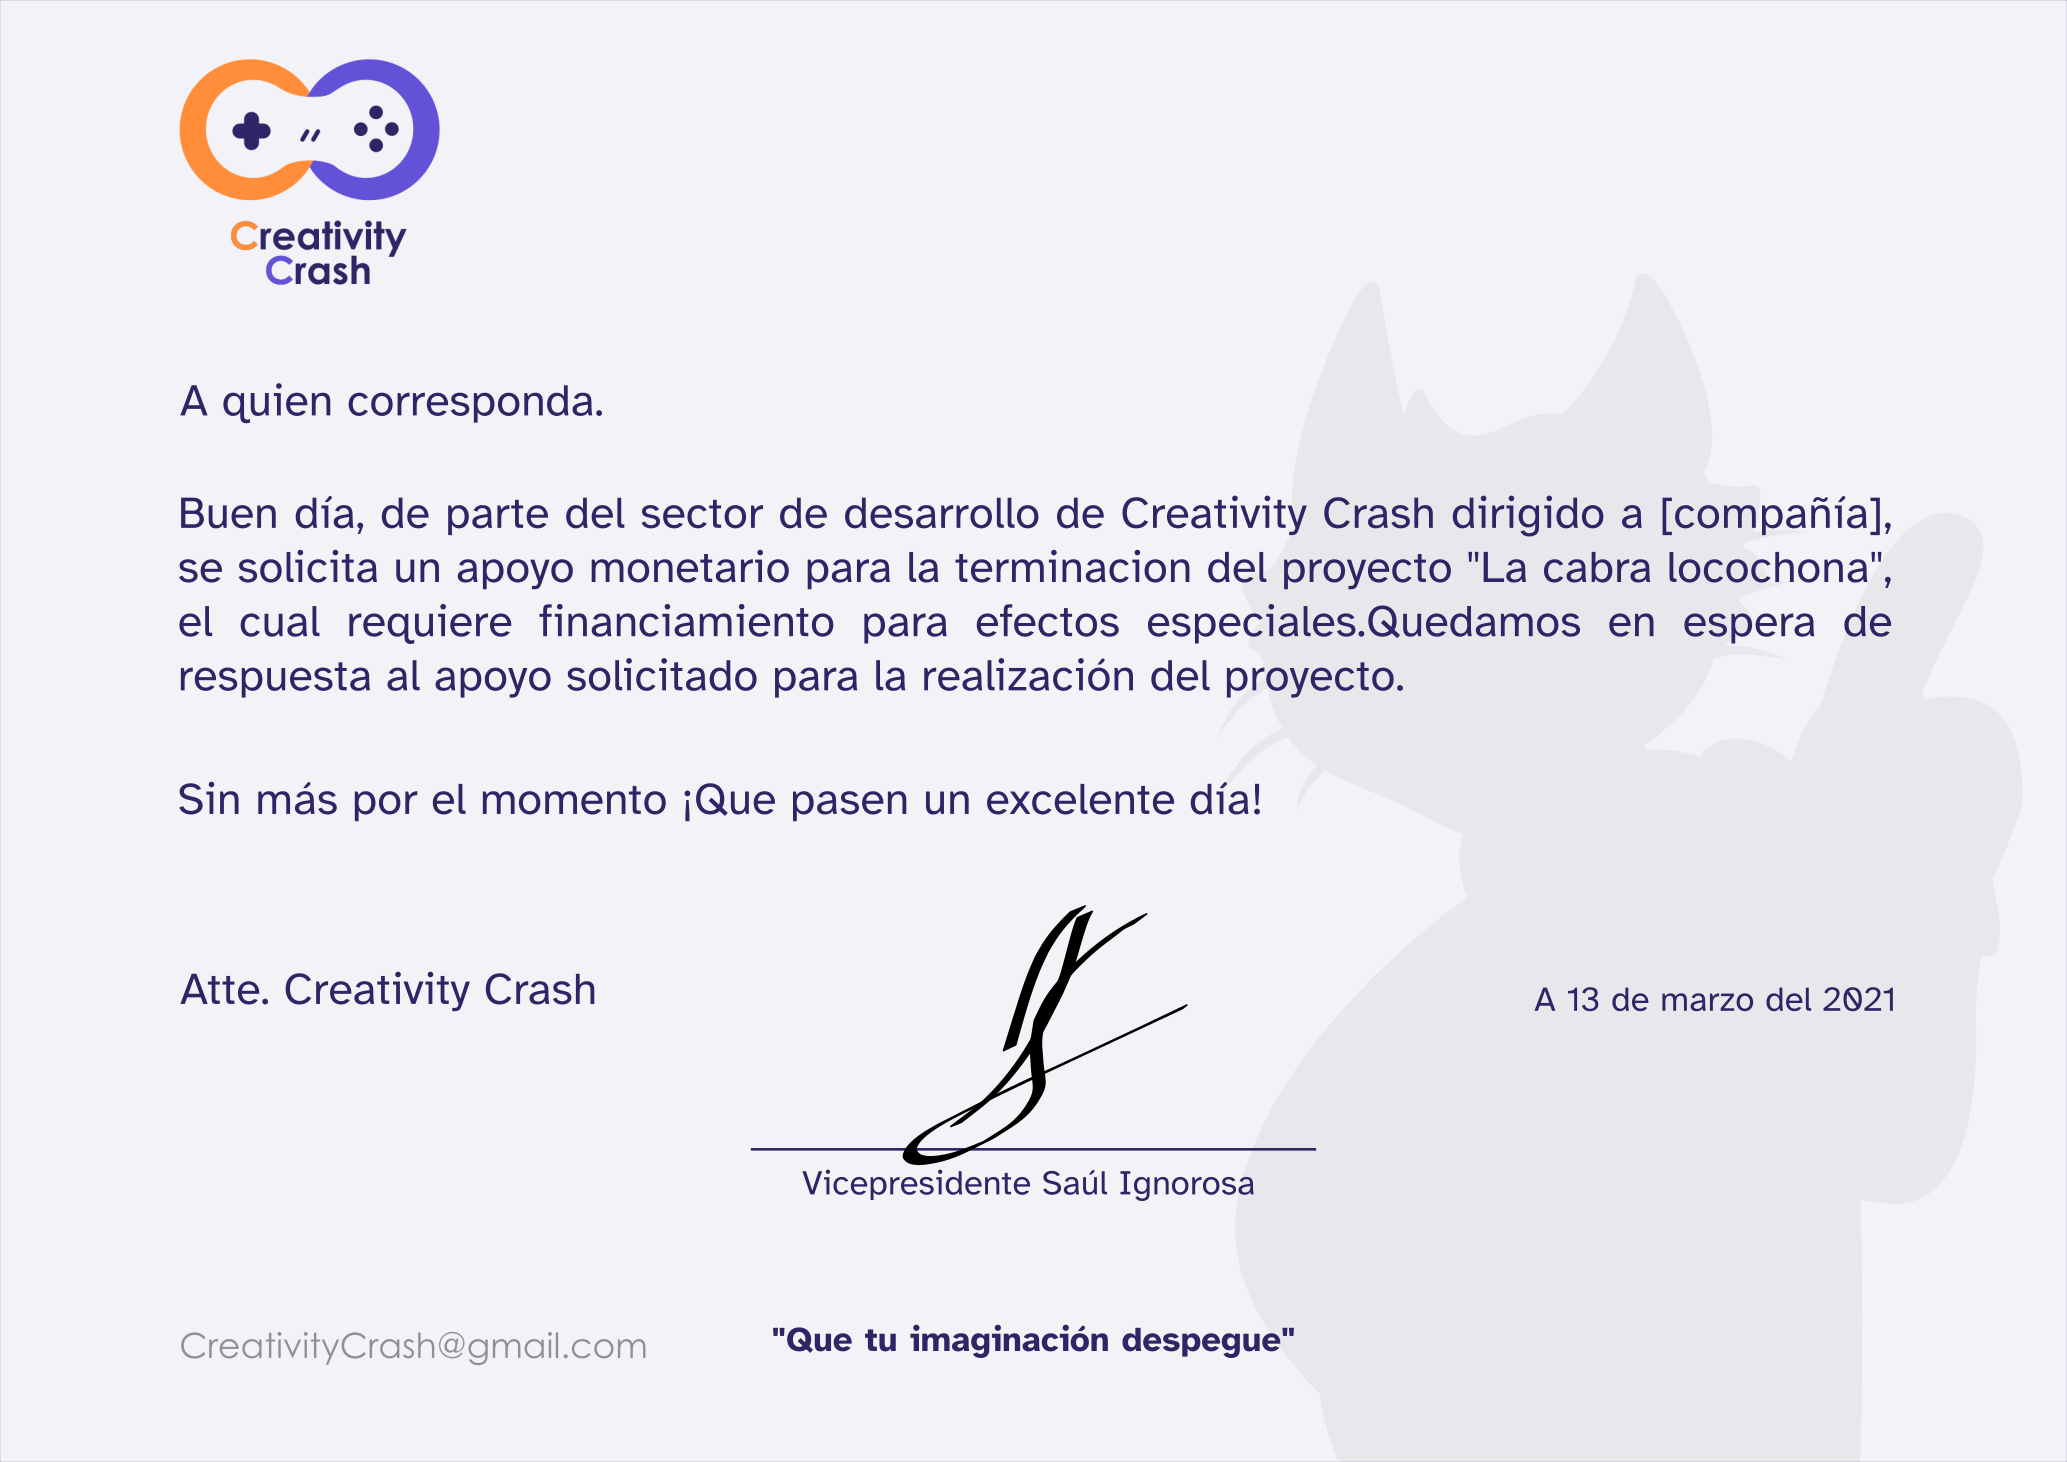 Creativity
Crash
A quien corresponda.
Buen día, de parte del sector de desarrollo de Creativity Crash dirigido a [compañía],
se solicita un apoyo monetario para la terminacion del proyecto "La cabra locochona",
el cual requiere financiamiento para efectos especiales.Quedamos en espera de
respuesta al apoyo solicitado para la realización del proyecto.
Sin más por el momento ¡Que pasen un excelente día!
Atte. Creativity Crash
A 13 de marzo del 2021
Vicepresidente Saúl Ignorosa
CreativityCrash@gmail.com
"Que tu imaginación despegue"